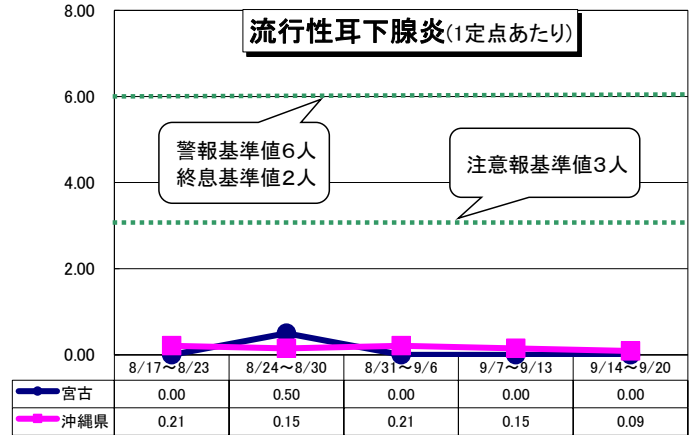 流行性耳下腺炎(1定点あたり)
8.00
6.00
4.00
2.00
0.00
警報基準値6人
終息基準値2人
注意報基準値3人
8/17～8/23 8/24～8/30 8/31～9/6 9/7～9/13 9/14～9/20
宮古 0.00 0.50 0.00 0.00 0.00
沖縄県 0.21 0.15 0.21 0.15 0.09